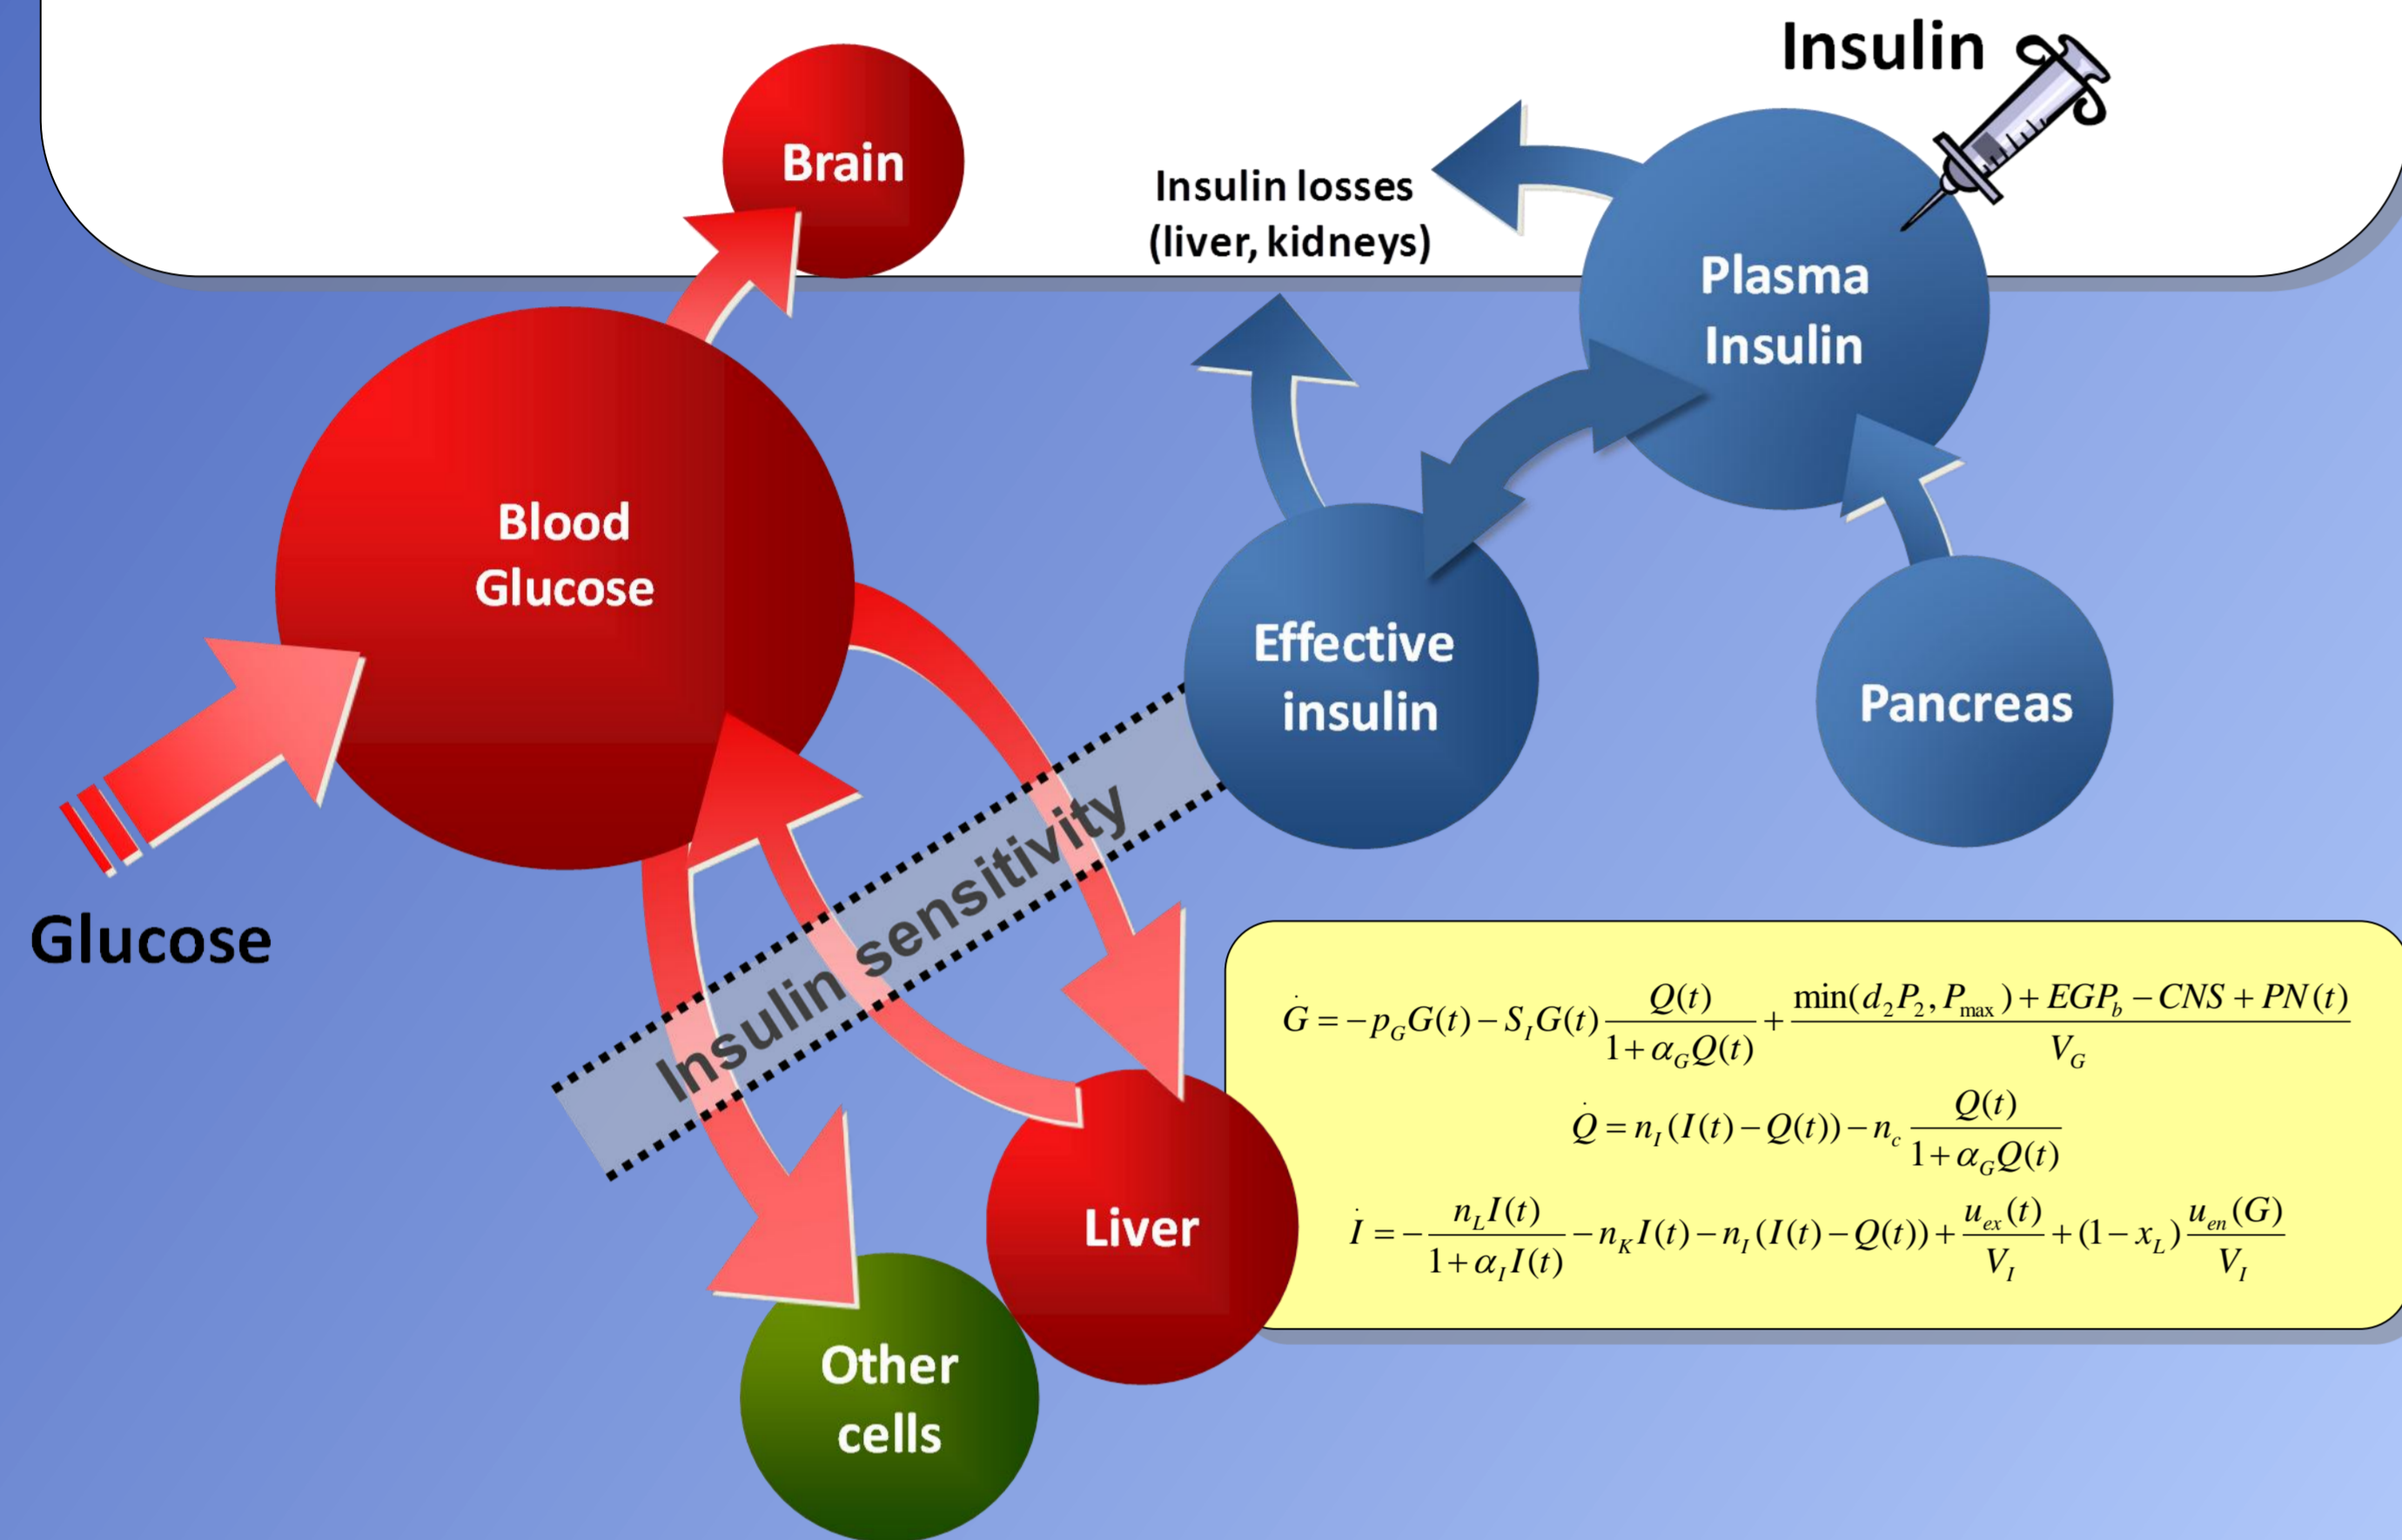 Insulin
Brain
Insulin losses
(liver, kidneys)
Plasma
Insulin
Blood
Glucose
Effective
insulin
Pancreas
Insulin sensitivity
Glucose
Ġ = −p_G G(t) − S_I G(t) Q(t)/(1 + α_G Q(t)) + (min(d_2 P_2, P_max) + EGP_b − CNS + PN(t))/V_G
Q̇ = n_I (I(t) − Q(t)) − n_c Q(t)/(1 + α_G Q(t))
İ = − n_L I(t)/(1 + α_I I(t)) − n_K I(t) − n_I (I(t) − Q(t)) + u_ex(t)/V_I + (1 − x_L) u_en(G)/V_I
Liver
Other
cells